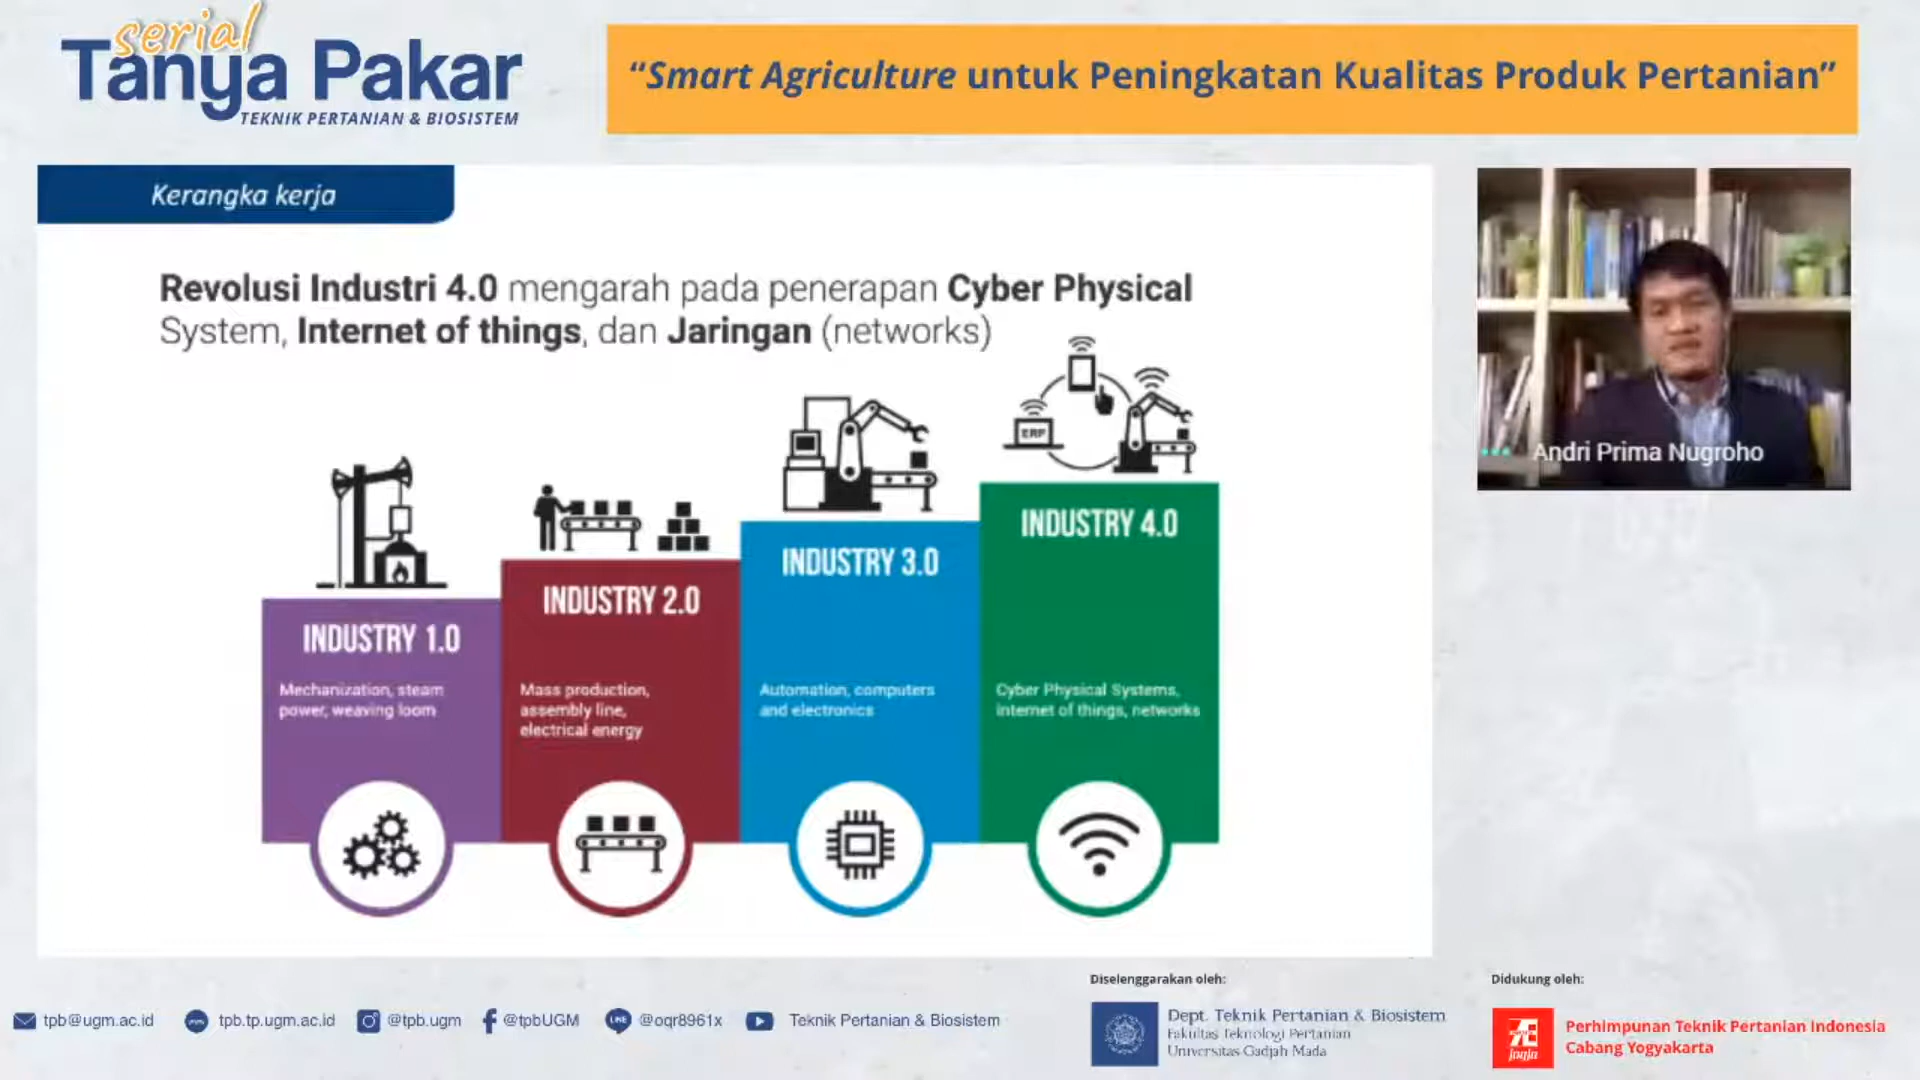 serial
Tanya Pakar
TEKNIK PERTANIAN & BIOSISTEM
“Smart Agriculture untuk Peningkatan Kualitas Produk Pertanian”
Kerangka kerja
Revolusi Industri 4.0 mengarah pada penerapan Cyber Physical
System, Internet of things, dan Jaringan (networks)
ERP
INDUSTRY 1.0
Mechanization, steam
power, weaving loom
INDUSTRY 2.0
Mass production,
assembly line,
electrical energy
INDUSTRY 3.0
Automation, computers
and electronics
INDUSTRY 4.0
Cyber Physical Systems,
internet of things, networks
Andri Prima Nugroho
tpb@ugm.ac.id
tpb.tp.ugm.ac.id
@tpb.ugm
@tpbUGM
LINE
@oqr8961x
Teknik Pertanian & Biosistem
Diselenggarakan oleh:
Dept. Teknik Pertanian & Biosistem
Fakultas Teknologi Pertanian
Universitas Gadjah Mada
Didukung oleh:
jogja
Perhimpunan Teknik Pertanian Indonesia
Cabang Yogyakarta